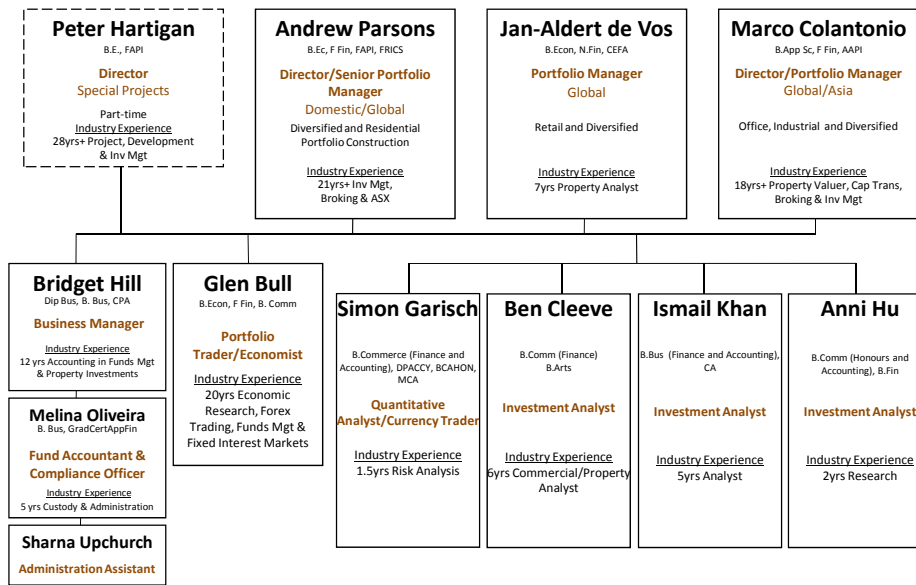 Peter Hartigan
B.E., FAPI
Director
Special Projects
Part-time
Industry Experience
28yrs+ Project, Development
& Inv Mgt
Andrew Parsons
B.Ec, F Fin, FAPI, FRICS
Director/Senior Portfolio
Manager
Domestic/Global
Diversified and Residential
Portfolio Construction
Industry Experience
21yrs+ Inv Mgt,
Broking & ASX
Jan-Aldert de Vos
B.Econ, N.Fin, CEFA
Portfolio Manager
Global
Retail and Diversified
Industry Experience
7yrs Property Analyst
Marco Colantonio
B.App Sc, F Fin, AAPI
Director/Portfolio Manager
Global/Asia
Office, Industrial and Diversified
Industry Experience
18yrs+ Property Valuer, Cap Trans,
Broking & Inv Mgt
Bridget Hill
Dip Bus, B. Bus, CPA
Business Manager
Industry Experience
12 yrs Accounting in Funds Mgt
& Property Investments
Melina Oliveira
B. Bus, GradCertAppFin
Fund Accountant &
Compliance Officer
Industry Experience
5 yrs Custody & Administration
Sharna Upchurch
Administration Assistant
Glen Bull
B.Econ, F Fin, B. Comm
Portfolio
Trader/Economist
Industry Experience
20yrs Economic
Research, Forex
Trading, Funds Mgt &
Fixed Interest Markets
Simon Garisch
B.Commerce (Finance and
Accounting), DPACCY, BCAHON,
MCA
Quantitative
Analyst/Currency Trader
Industry Experience
1.5yrs Risk Analysis
Ben Cleeve
B.Comm (Finance)
B.Arts
Investment Analyst
Industry Experience
6yrs Commercial/Property
Analyst
Ismail Khan
B.Bus (Finance and Accounting),
CA
Investment Analyst
Industry Experience
5yrs Analyst
Anni Hu
B.Comm (Honours and
Accounting), B.Fin
Investment Analyst
Industry Experience
2yrs Research